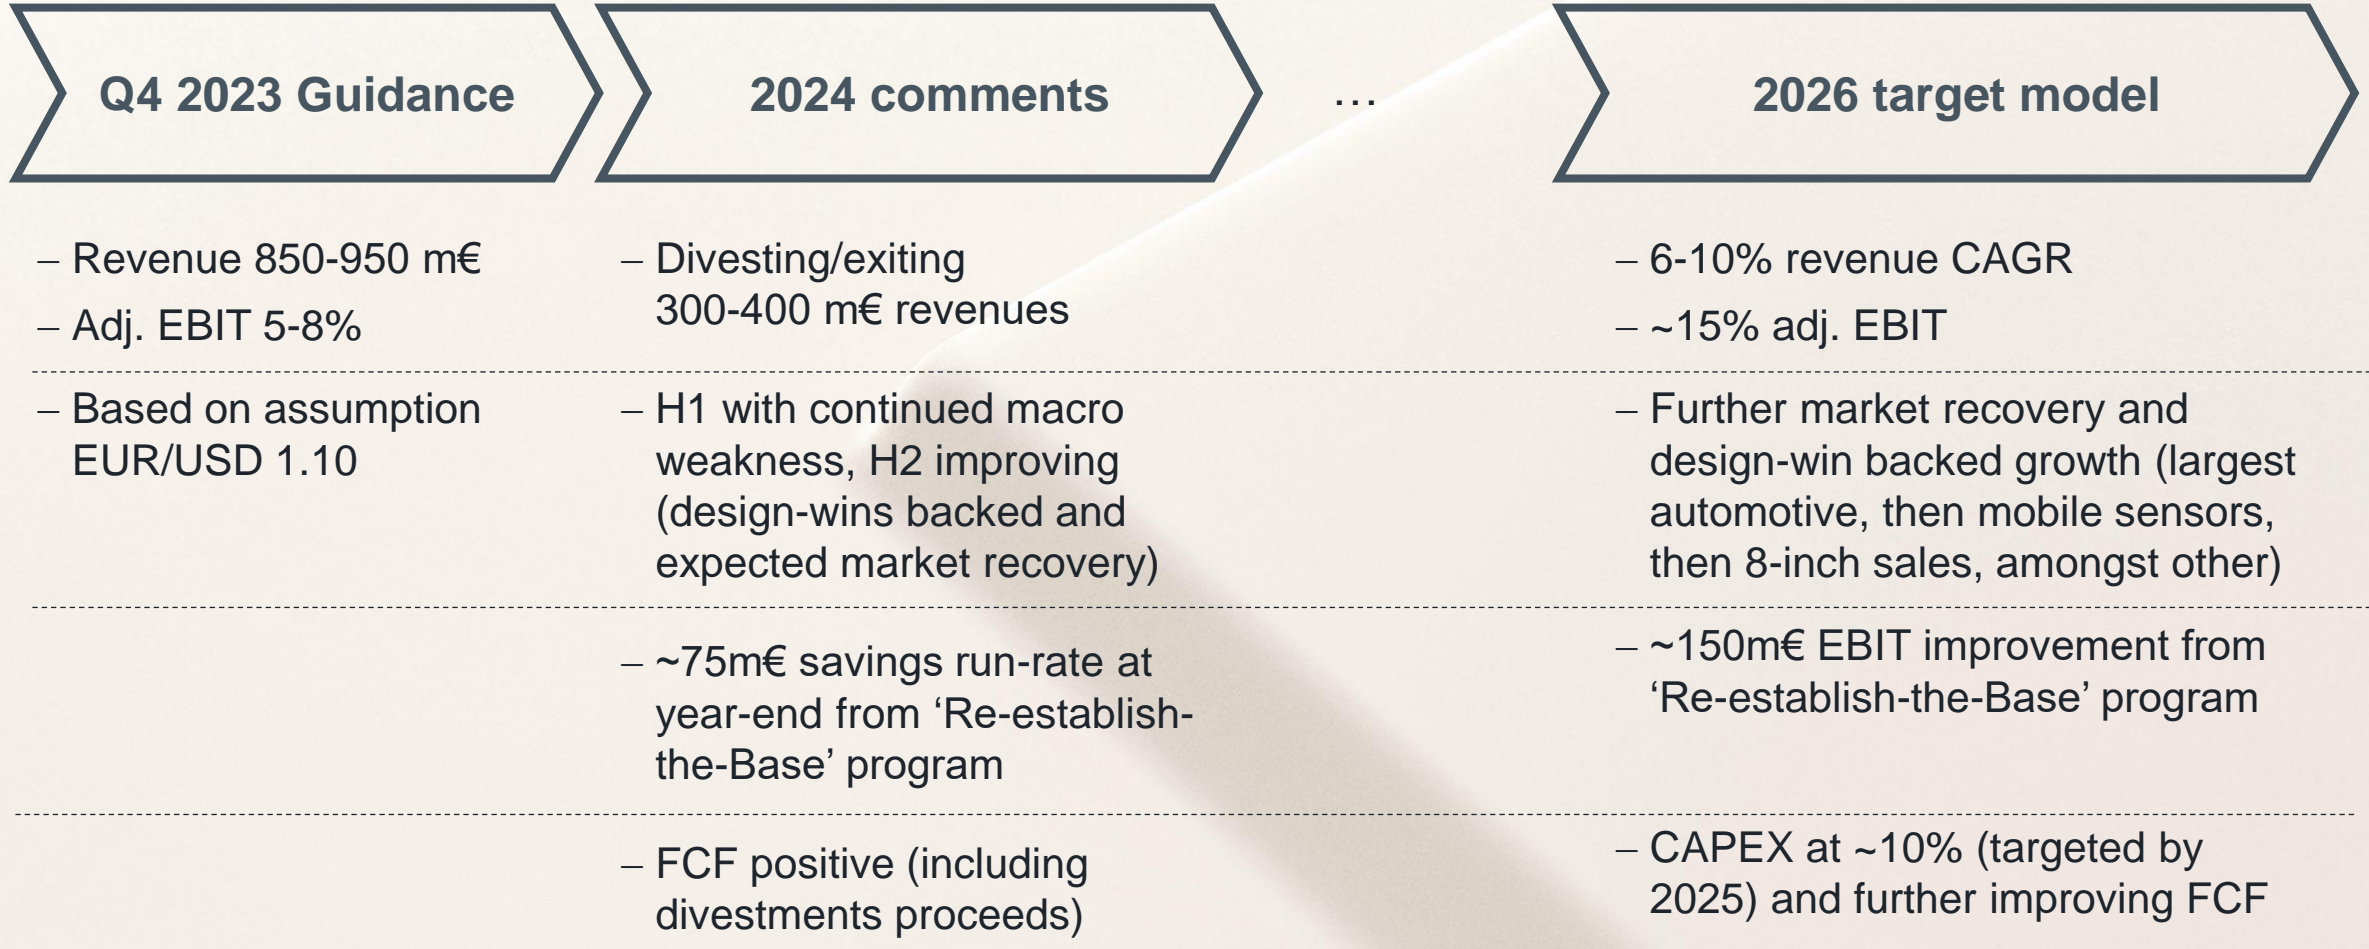 Q4 2023 Guidance
2024 comments
…
2026 target model
– Revenue 850-950 m€
– Adj. EBIT 5-8%
– Divesting/exiting
300-400 m€ revenues
– 6-10% revenue CAGR
– ~15% adj. EBIT
– Based on assumption
EUR/USD 1.10
– H1 with continued macro
weakness, H2 improving
(design-wins backed and
expected market recovery)
– Further market recovery and
design-win backed growth (largest
automotive, then mobile sensors,
then 8-inch sales, amongst other)
– ~75m€ savings run-rate at
year-end from ‘Re-establish-
the-Base’ program
– ~150m€ EBIT improvement from
‘Re-establish-the-Base’ program
– FCF positive (including
divestments proceeds)
– CAPEX at ~10% (targeted by
2025) and further improving FCF